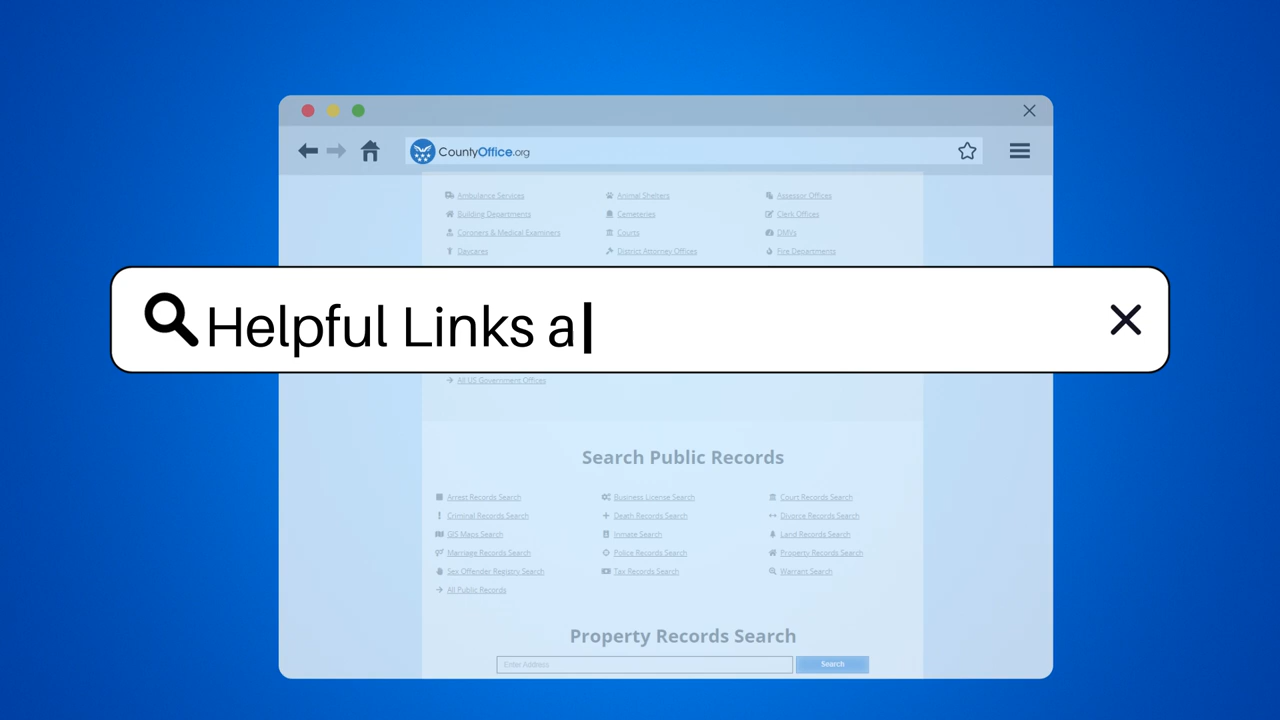 CountyOffice.org
Ambulance Services Animal Shelters Assessor Offices
Building Departments Cemeteries Clerk Offices
Coroners & Medical Examiners Courts DMVs
Daycares District Attorney Offices Fire Departments
Helpful Links a
All US Government Offices
Search Public Records
Arrest Records Search Business License Search Court Records Search
Criminal Records Search Death Records Search Divorce Records Search
GIS Maps Search Inmate Search Land Records Search
Marriage Records Search Police Records Search Property Records Search
Sex Offender Registry Search Tax Records Search Warrant Search
All Public Records
Property Records Search
Enter Address Search